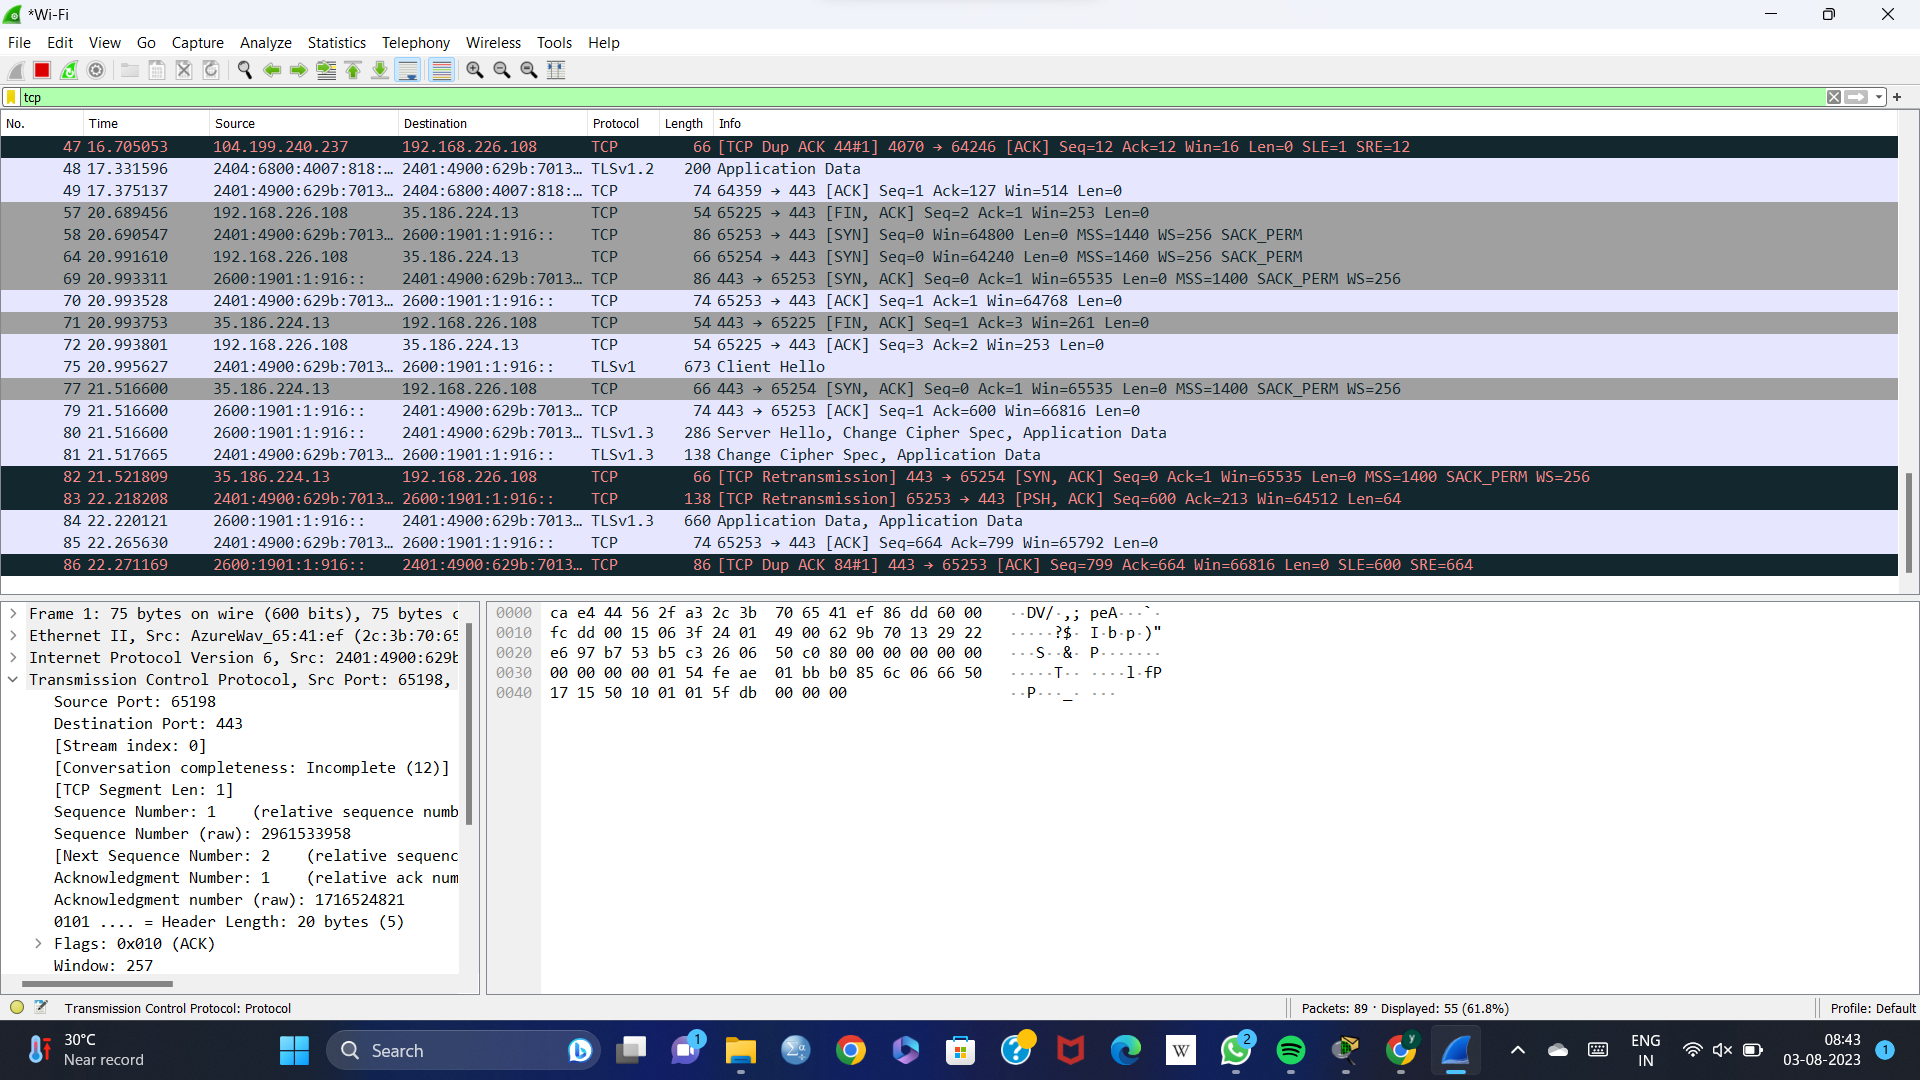 *Wi-Fi
File Edit View Go Capture Analyze Statistics Telephony Wireless Tools Help
tcp
No. Time Source Destination Protocol Length Info
47 16.705053 104.199.240.237 192.168.226.108 TCP 66 [TCP Dup ACK 44#1] 4070 → 64246 [ACK] Seq=12 Ack=12 Win=16 Len=0 SLE=1 SRE=12
48 17.331596 2404:6800:4007:818:… 2401:4900:629b:7013… TLSv1.2 200 Application Data
49 17.375137 2401:4900:629b:7013… 2404:6800:4007:818:… TCP 74 64359 → 443 [ACK] Seq=1 Ack=127 Win=514 Len=0
57 20.689456 192.168.226.108 35.186.224.13 TCP 54 65225 → 443 [FIN, ACK] Seq=2 Ack=1 Win=253 Len=0
58 20.690547 2401:4900:629b:7013… 2600:1901:1:916:: TCP 86 65253 → 443 [SYN] Seq=0 Win=64800 Len=0 MSS=1440 WS=256 SACK_PERM
64 20.991610 192.168.226.108 35.186.224.13 TCP 66 65254 → 443 [SYN] Seq=0 Win=64240 Len=0 MSS=1460 WS=256 SACK_PERM
69 20.993311 2600:1901:1:916:: 2401:4900:629b:7013… TCP 86 443 → 65253 [SYN, ACK] Seq=0 Ack=1 Win=65535 Len=0 MSS=1400 SACK_PERM WS=256
70 20.993528 2401:4900:629b:7013… 2600:1901:1:916:: TCP 74 65253 → 443 [ACK] Seq=1 Ack=1 Win=64768 Len=0
71 20.993753 35.186.224.13 192.168.226.108 TCP 54 443 → 65225 [FIN, ACK] Seq=1 Ack=3 Win=261 Len=0
72 20.993801 192.168.226.108 35.186.224.13 TCP 54 65225 → 443 [ACK] Seq=3 Ack=2 Win=253 Len=0
75 20.995627 2401:4900:629b:7013… 2600:1901:1:916:: TLSv1 673 Client Hello
77 21.516600 35.186.224.13 192.168.226.108 TCP 66 443 → 65254 [SYN, ACK] Seq=0 Ack=1 Win=65535 Len=0 MSS=1400 SACK_PERM WS=256
79 21.516600 2600:1901:1:916:: 2401:4900:629b:7013… TCP 74 443 → 65253 [ACK] Seq=1 Ack=600 Win=66816 Len=0
80 21.516600 2600:1901:1:916:: 2401:4900:629b:7013… TLSv1.3 286 Server Hello, Change Cipher Spec, Application Data
81 21.517665 2401:4900:629b:7013… 2600:1901:1:916:: TLSv1.3 138 Change Cipher Spec, Application Data
82 21.521809 35.186.224.13 192.168.226.108 TCP 66 [TCP Retransmission] 443 → 65254 [SYN, ACK] Seq=0 Ack=1 Win=65535 Len=0 MSS=1400 SACK_PERM WS=256
83 22.218208 2401:4900:629b:7013… 2600:1901:1:916:: TCP 138 [TCP Retransmission] 65253 → 443 [PSH, ACK] Seq=600 Ack=213 Win=64512 Len=64
84 22.220121 2600:1901:1:916:: 2401:4900:629b:7013… TLSv1.3 660 Application Data, Application Data
85 22.265630 2401:4900:629b:7013… 2600:1901:1:916:: TCP 74 65253 → 443 [ACK] Seq=664 Ack=799 Win=65792 Len=0
86 22.271169 2600:1901:1:916:: 2401:4900:629b:7013… TCP 86 [TCP Dup ACK 84#1] 443 → 65253 [ACK] Seq=799 Ack=664 Win=66816 Len=0 SLE=600 SRE=664
Frame 1: 75 bytes on wire (600 bits), 75 bytes c
Ethernet II, Src: AzureWav_65:41:ef (2c:3b:70:65
Internet Protocol Version 6, Src: 2401:4900:629b
Transmission Control Protocol, Src Port: 65198,
Source Port: 65198
Destination Port: 443
[Stream index: 0]
[Conversation completeness: Incomplete (12)]
[TCP Segment Len: 1]
Sequence Number: 1 (relative sequence numb
Sequence Number (raw): 2961533958
[Next Sequence Number: 2 (relative sequenc
Acknowledgment Number: 1 (relative ack num
Acknowledgment number (raw): 1716524821
0101 .... = Header Length: 20 bytes (5)
Flags: 0x010 (ACK)
Window: 257
0000 ca e4 44 56 2f a3 2c 3b 70 65 41 ef 86 dd 60 00 ··DV/·,; peA···`·
0010 fc dd 00 15 06 3f 24 01 49 00 62 9b 70 13 29 22 ·····?$· I·b·p·)"
0020 e6 97 b7 53 b5 c3 26 06 50 c0 80 00 00 00 00 00 ···S··&· P·······
0030 00 00 00 00 01 54 fe ae 01 bb b0 85 6c 06 66 50 ·····T·· ····l·fP
0040 17 15 50 10 01 01 5f db 00 00 00 ··P···_· ···
Transmission Control Protocol: Protocol
Packets: 89 · Displayed: 55 (61.8%)
Profile: Default
30°C
Near record
Search
1
W
2
y
ENG
IN
08:43
03-08-2023
1